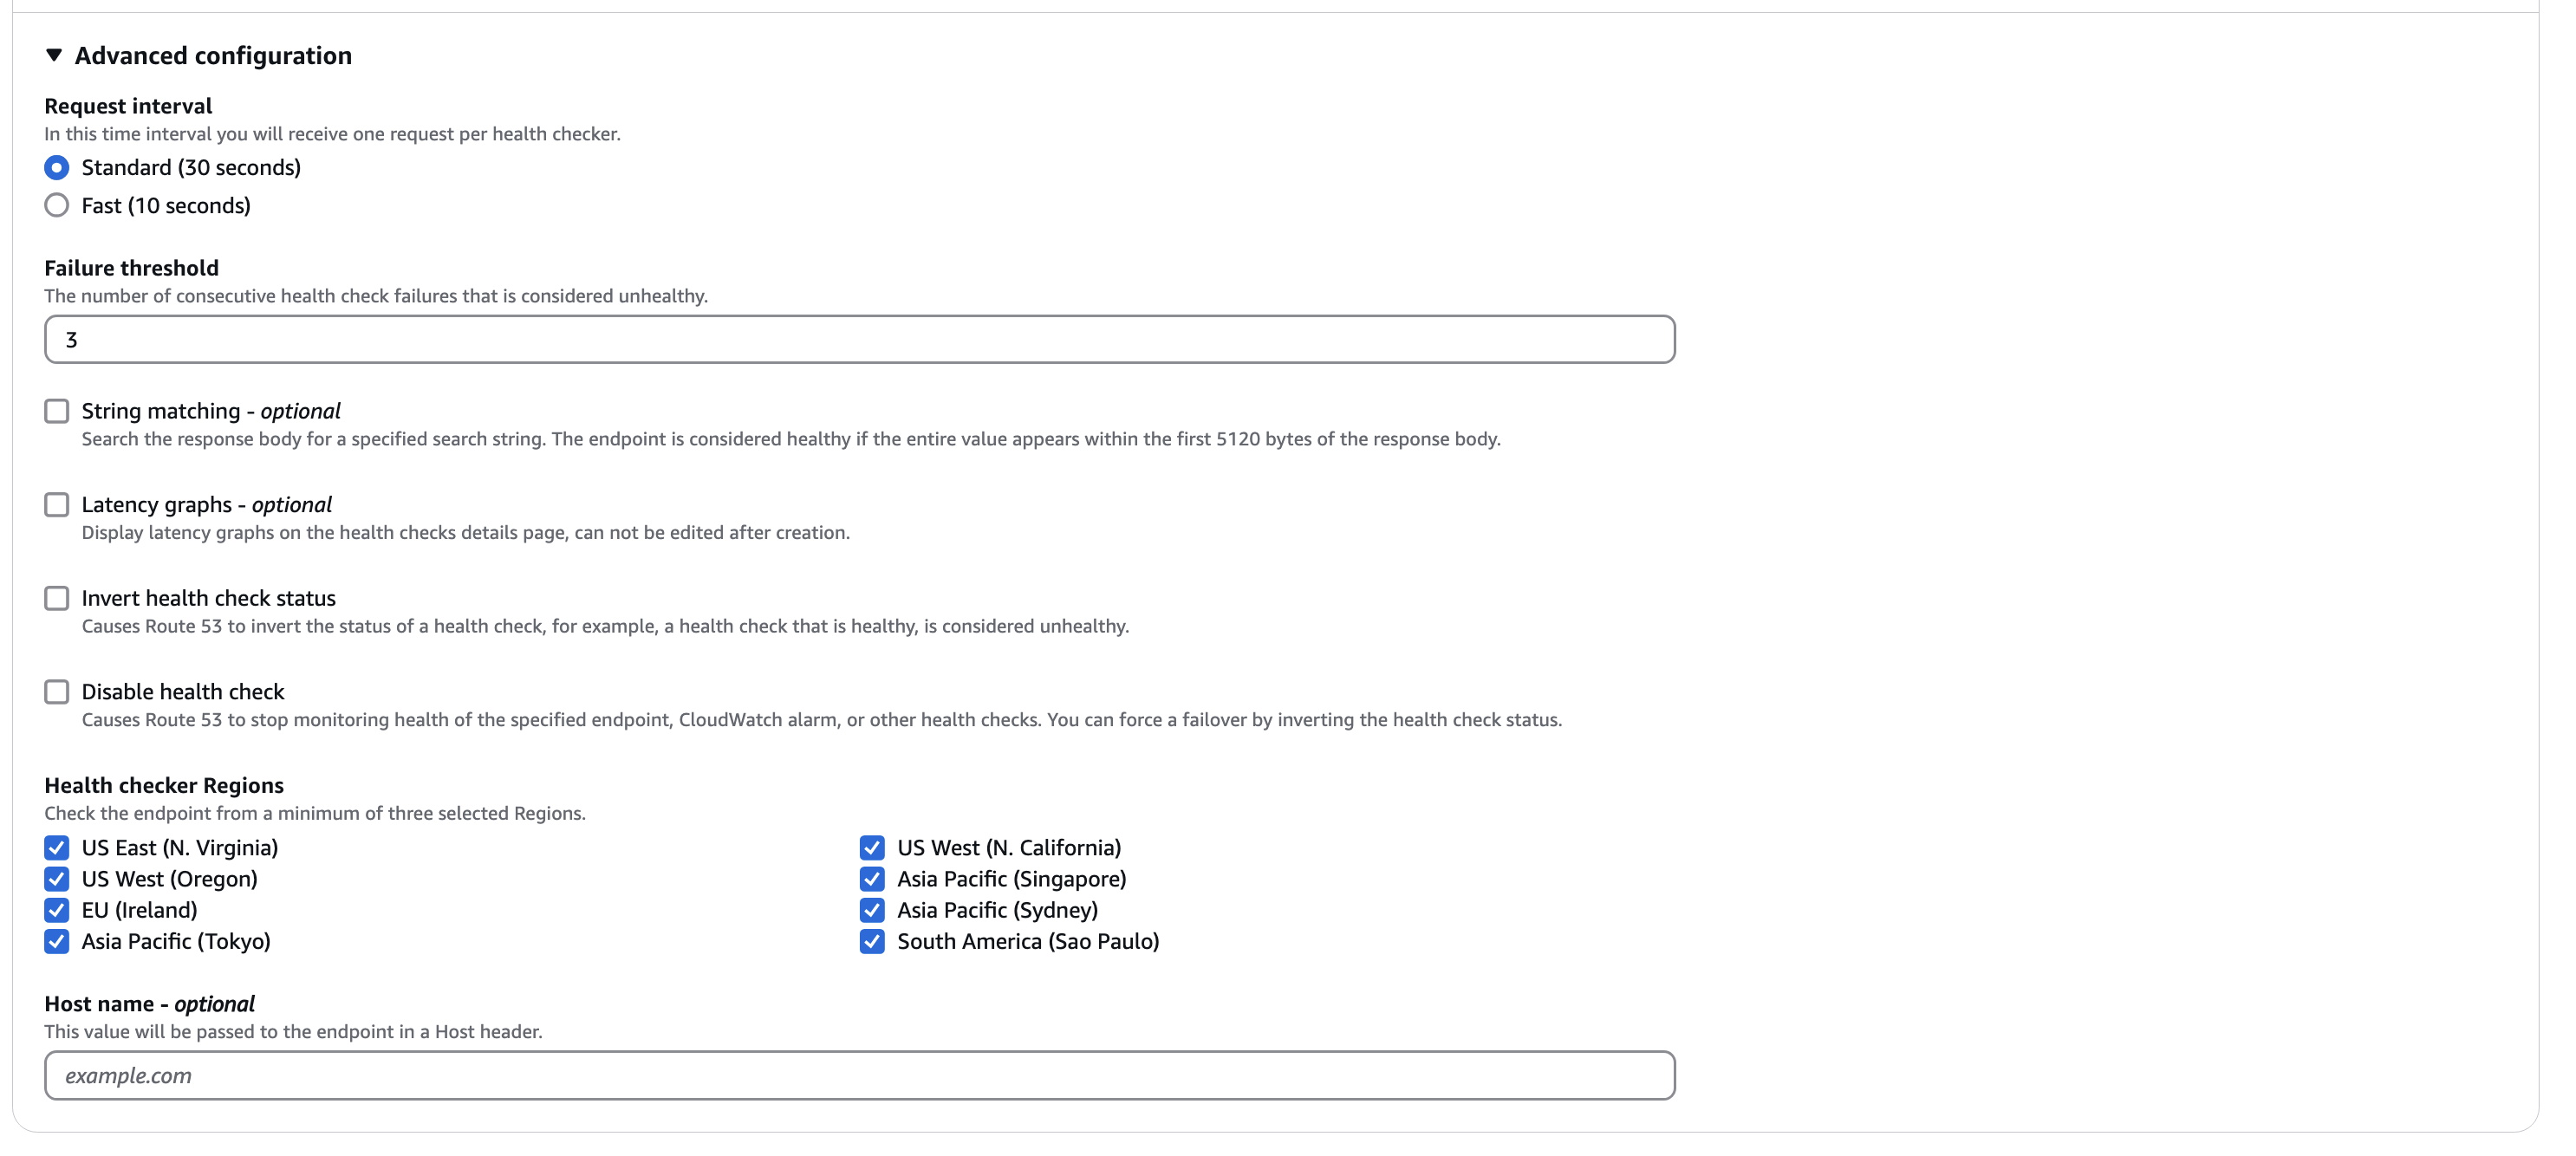 Advanced configuration
Request interval
In this time interval you will receive one request per health checker.
Standard (30 seconds)
Fast (10 seconds)
Failure threshold
The number of consecutive health check failures that is considered unhealthy.
3
String matching - optional
Search the response body for a specified search string. The endpoint is considered healthy if the entire value appears within the first 5120 bytes of the response body.
Latency graphs - optional
Display latency graphs on the health checks details page, can not be edited after creation.
Invert health check status
Causes Route 53 to invert the status of a health check, for example, a health check that is healthy, is considered unhealthy.
Disable health check
Causes Route 53 to stop monitoring health of the specified endpoint, CloudWatch alarm, or other health checks. You can force a failover by inverting the health check status.
Health checker Regions
Check the endpoint from a minimum of three selected Regions.
US East (N. Virginia)
US West (N. California)
US West (Oregon)
Asia Pacific (Singapore)
EU (Ireland)
Asia Pacific (Sydney)
Asia Pacific (Tokyo)
South America (Sao Paulo)
Host name - optional
This value will be passed to the endpoint in a Host header.
example.com